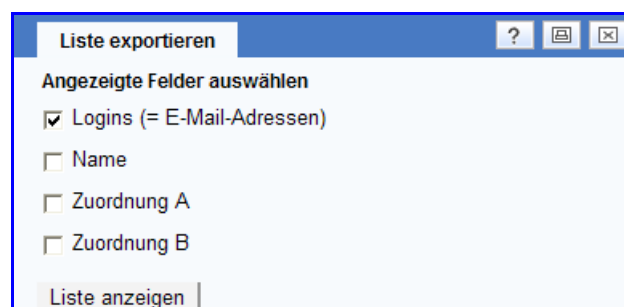 Liste exportieren
?
Angezeigte Felder auswählen
Logins (= E-Mail-Adressen)
Name
Zuordnung A
Zuordnung B
Liste anzeigen